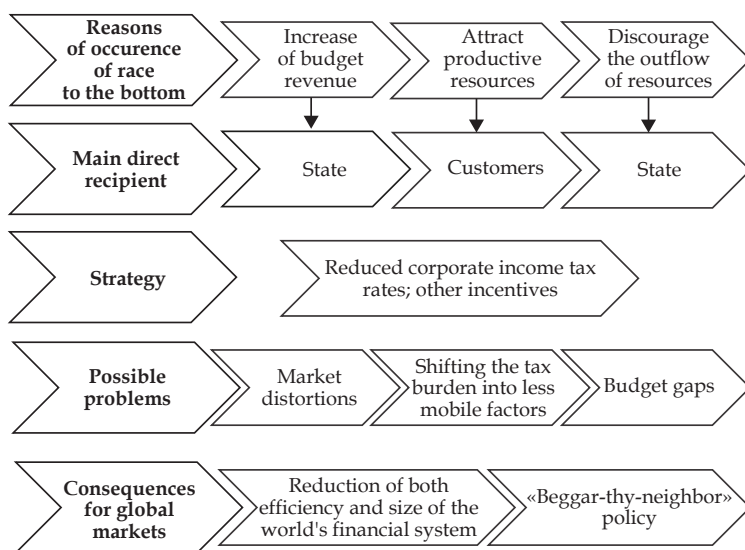 Reasons
of occurence
of race
to the bottom
Increase
of budget
revenue
Attract
productive
resources
Discourage
the outflow
of resources
Main direct
recipient
State
Customers
State
Strategy
Reduced corporate income tax
rates; other incentives
Possible
problems
Market
distortions
Shifting the tax
burden into less
mobile factors
Budget gaps
Consequences
for global
markets
Reduction of both
efficiency and size of the
world's financial system
«Beggar-thy-neighbor»
policy